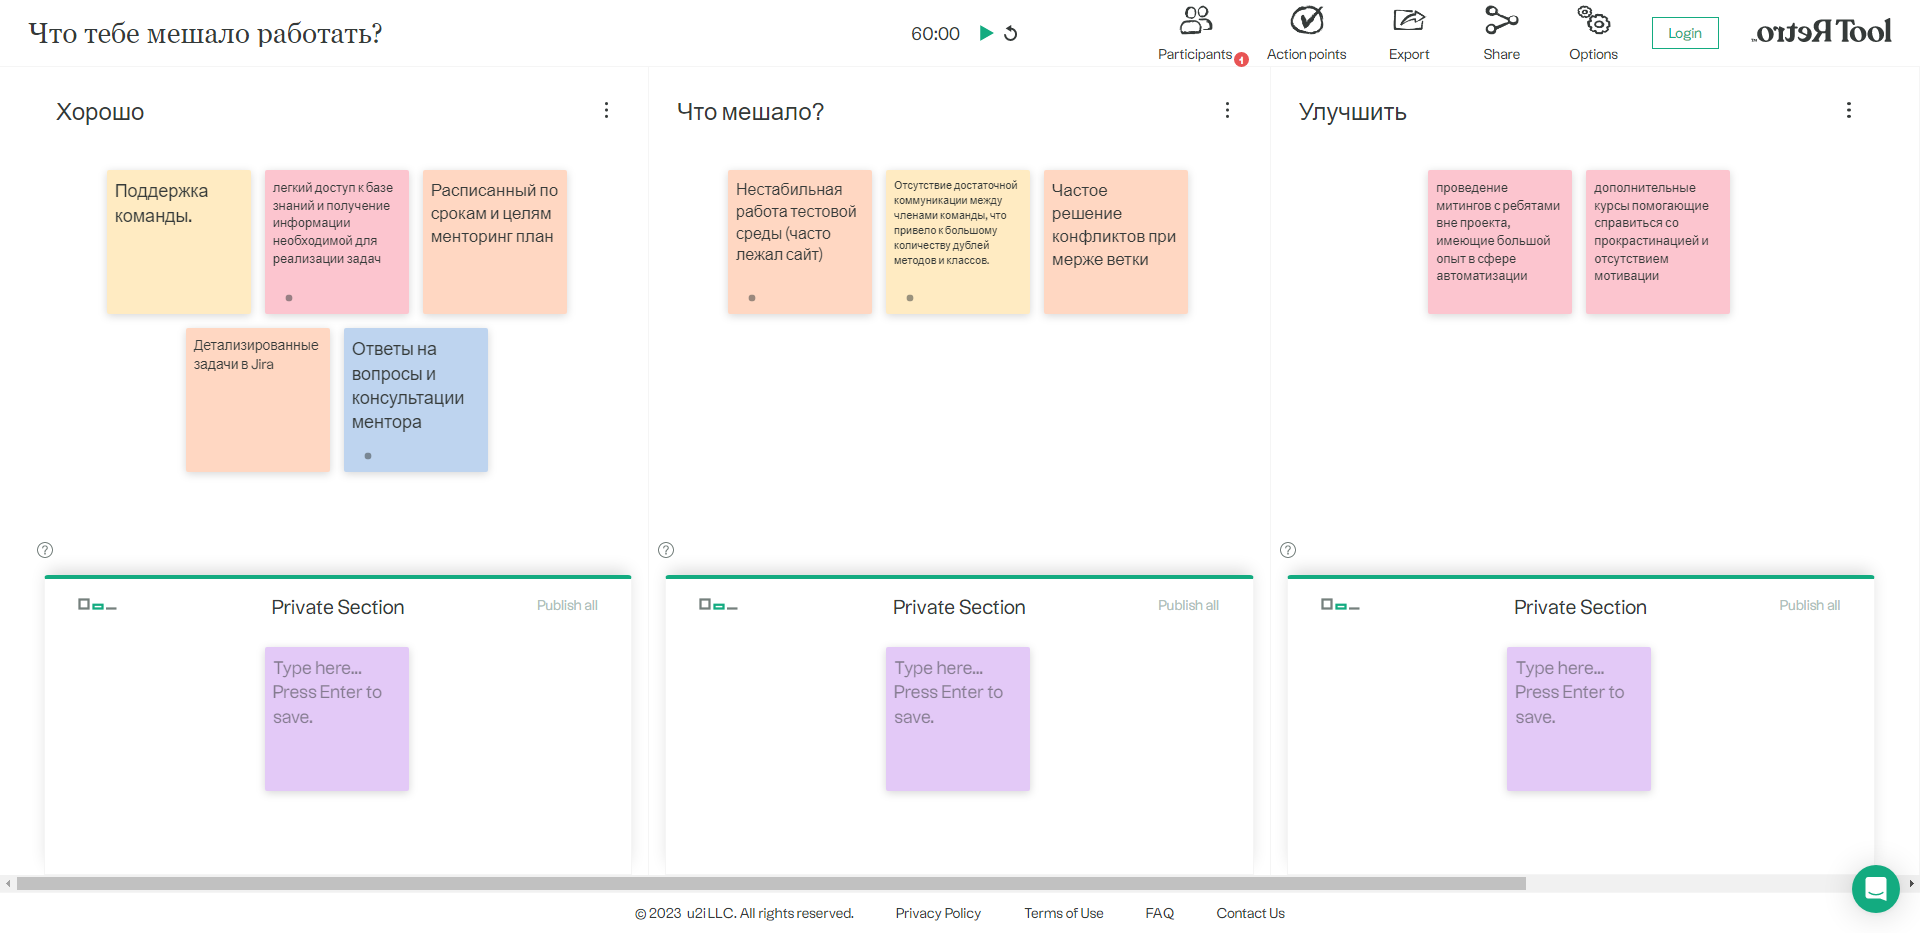 Что тебе мешало работать?
60:00
Participants
1
Action points
Export
Share
Options
Login
Retro Tool
Хорошо
Поддержка
команды.
легкий доступ к базе
знаний и получение
информации
необходимой для
реализации задач
Расписанный по
срокам и целям
менторинг план
Детализированные
задачи в Jira
Ответы на
вопросы и
консультации
ментора
Что мешало?
Нестабильная
работа тестовой
среды (часто
лежал сайт)
Отсутствие достаточной
коммуникации между
членами команды, что
привело к большому
количеству дублей
методов и классов.
Частое
решение
конфликтов при
мерже ветки
Улучшить
проведение
митингов с ребятами
вне проекта,
имеющие большой
опыт в сфере
автоматизации
дополнительные
курсы помогающие
справиться со
прокрастинацией и
отсутствием
мотивации
?
?
?
Private Section
Publish all
Type here...
Press Enter to
save.
Private Section
Publish all
Type here...
Press Enter to
save.
Private Section
Publish all
Type here...
Press Enter to
save.
© 2023 u2i LLC. All rights reserved.
Privacy Policy
Terms of Use
FAQ
Contact Us